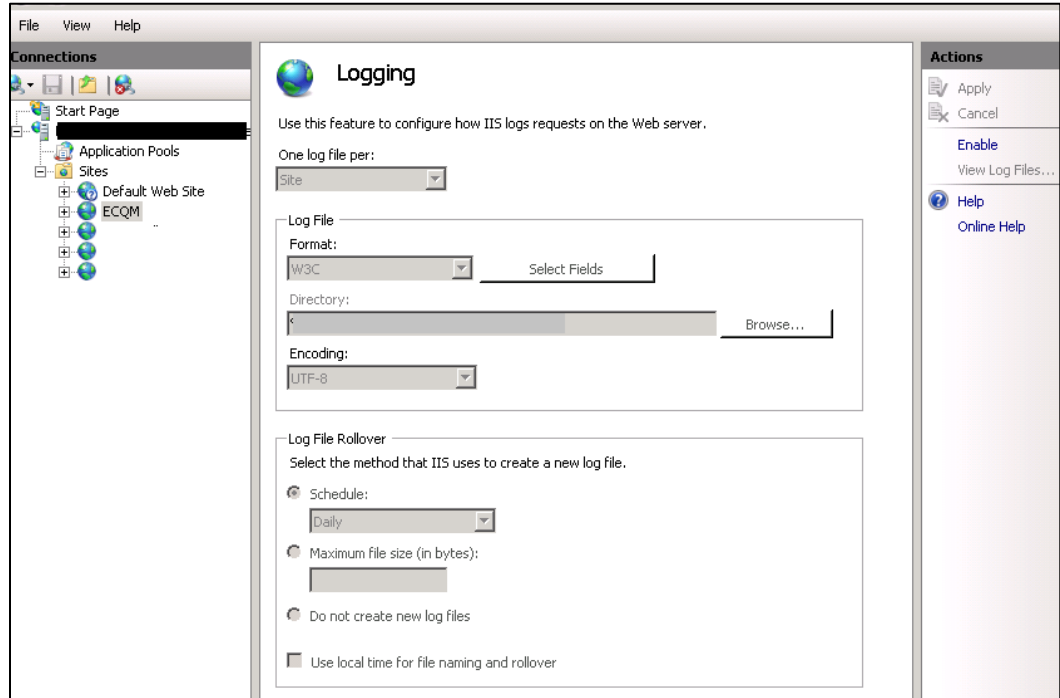 File View Help
Connections
Start Page
Application Pools
Sites
Default Web Site
ECQM
Logging
Use this feature to configure how IIS logs requests on the Web server.
One log file per:
Site
Log File
Format:
W3C
Select Fields
Directory:
Browse...
Encoding:
UTF-8
Log File Rollover
Select the method that IIS uses to create a new log file.
Schedule:
Daily
Maximum file size (in bytes):
Do not create new log files
Use local time for file naming and rollover
Actions
Apply
Cancel
Enable
View Log Files...
Help
Online Help